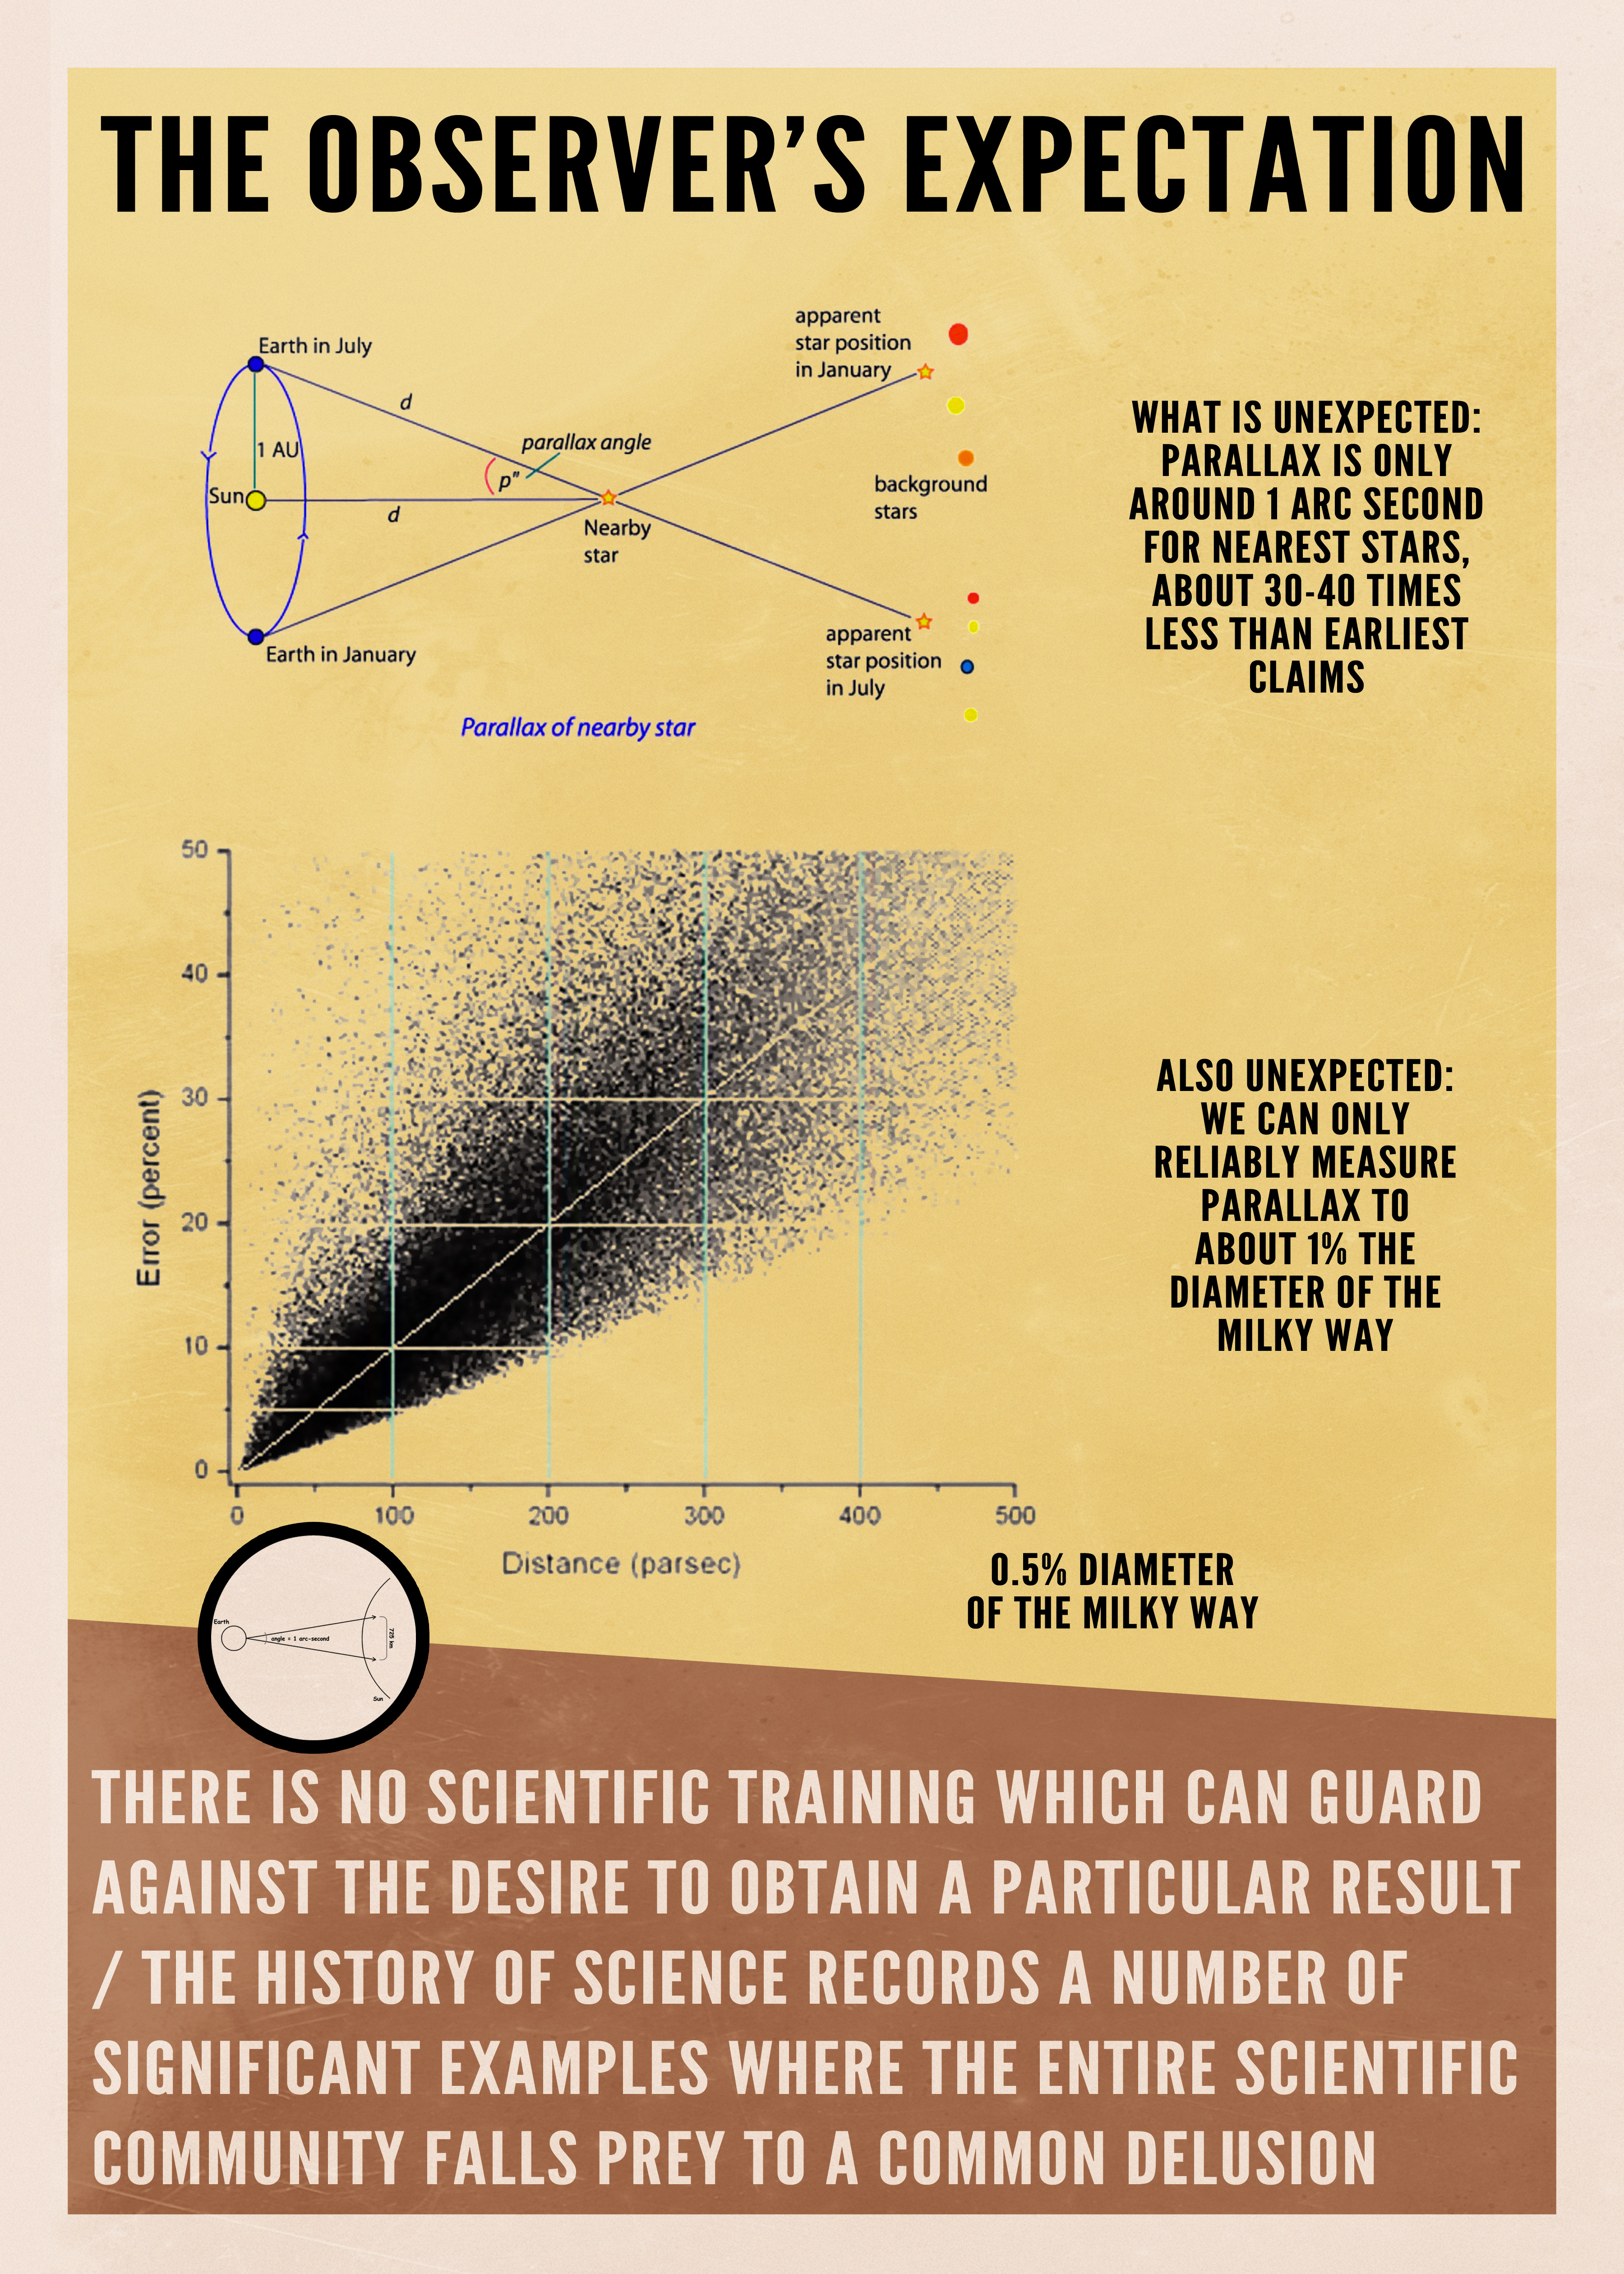 THE OBSERVER'S EXPECTATION
apparent
star position
in January
Earth in July
d
1 AU
parallax angle
p"
Sun
d
background
stars
Nearby
star
Earth in January
apparent
star position
in July
Parallax of nearby star
WHAT IS UNEXPECTED:
PARALLAX IS ONLY
AROUND 1 ARC SECOND
FOR NEAREST STARS,
ABOUT 30-40 TIMES
LESS THAN EARLIEST
CLAIMS
50
40
30
20
10
0
Error (percent)
0 100 200 300 400 500
Distance (parsec)
ALSO UNEXPECTED:
WE CAN ONLY
RELIABLY MEASURE
PARALLAX TO
ABOUT 1% THE
DIAMETER OF THE
MILKY WAY
0.5% DIAMETER
OF THE MILKY WAY
Earth
angle = 1 arc-second
725 km
Sun
THERE IS NO SCIENTIFIC TRAINING WHICH CAN GUARD
AGAINST THE DESIRE TO OBTAIN A PARTICULAR RESULT
/ THE HISTORY OF SCIENCE RECORDS A NUMBER OF
SIGNIFICANT EXAMPLES WHERE THE ENTIRE SCIENTIFIC
COMMUNITY FALLS PREY TO A COMMON DELUSION